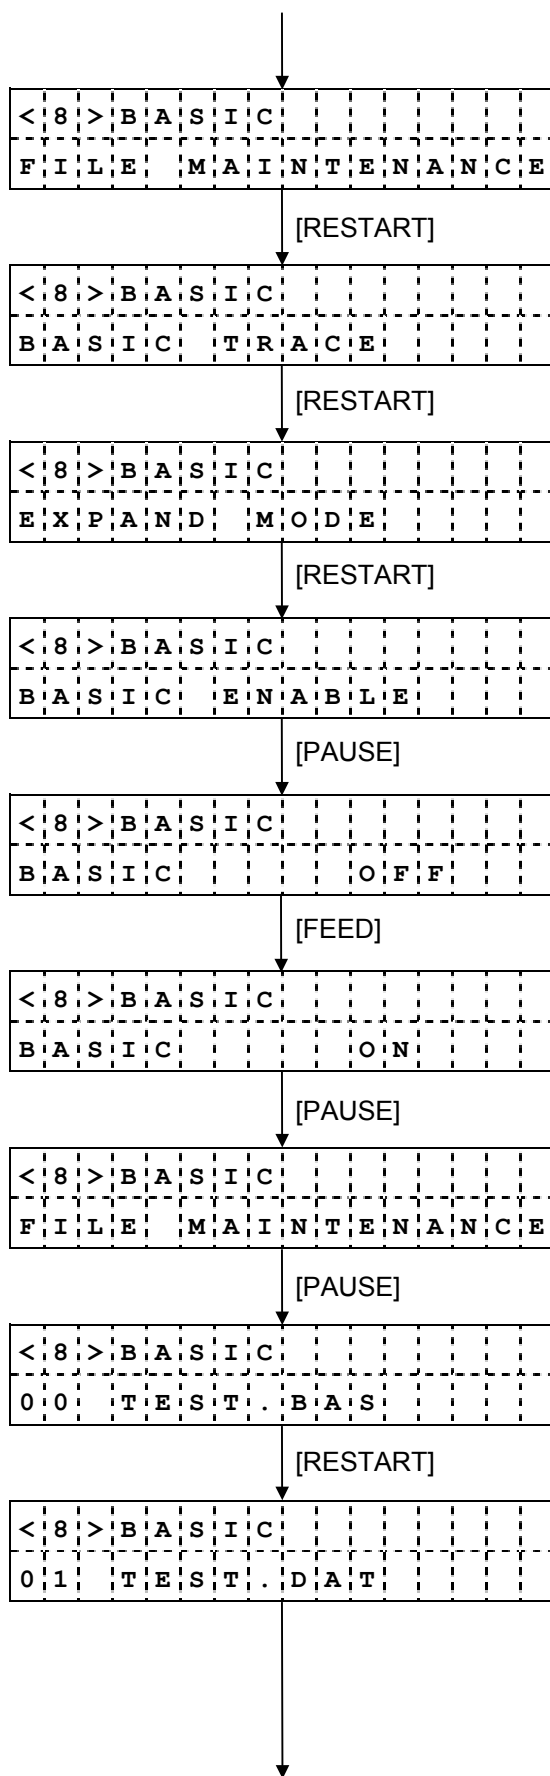 <8>BASIC
FILE MAINTENANCE
[RESTART]
<8>BASIC
BASIC TRACE
[RESTART]
<8>BASIC
EXPAND MODE
[RESTART]
<8>BASIC
BASIC ENABLE
[PAUSE]
<8>BASIC
BASIC OFF
[FEED]
<8>BASIC
BASIC ON
[PAUSE]
<8>BASIC
FILE MAINTENANCE
[PAUSE]
<8>BASIC
00 TEST.BAS
[RESTART]
<8>BASIC
01 TEST.DAT